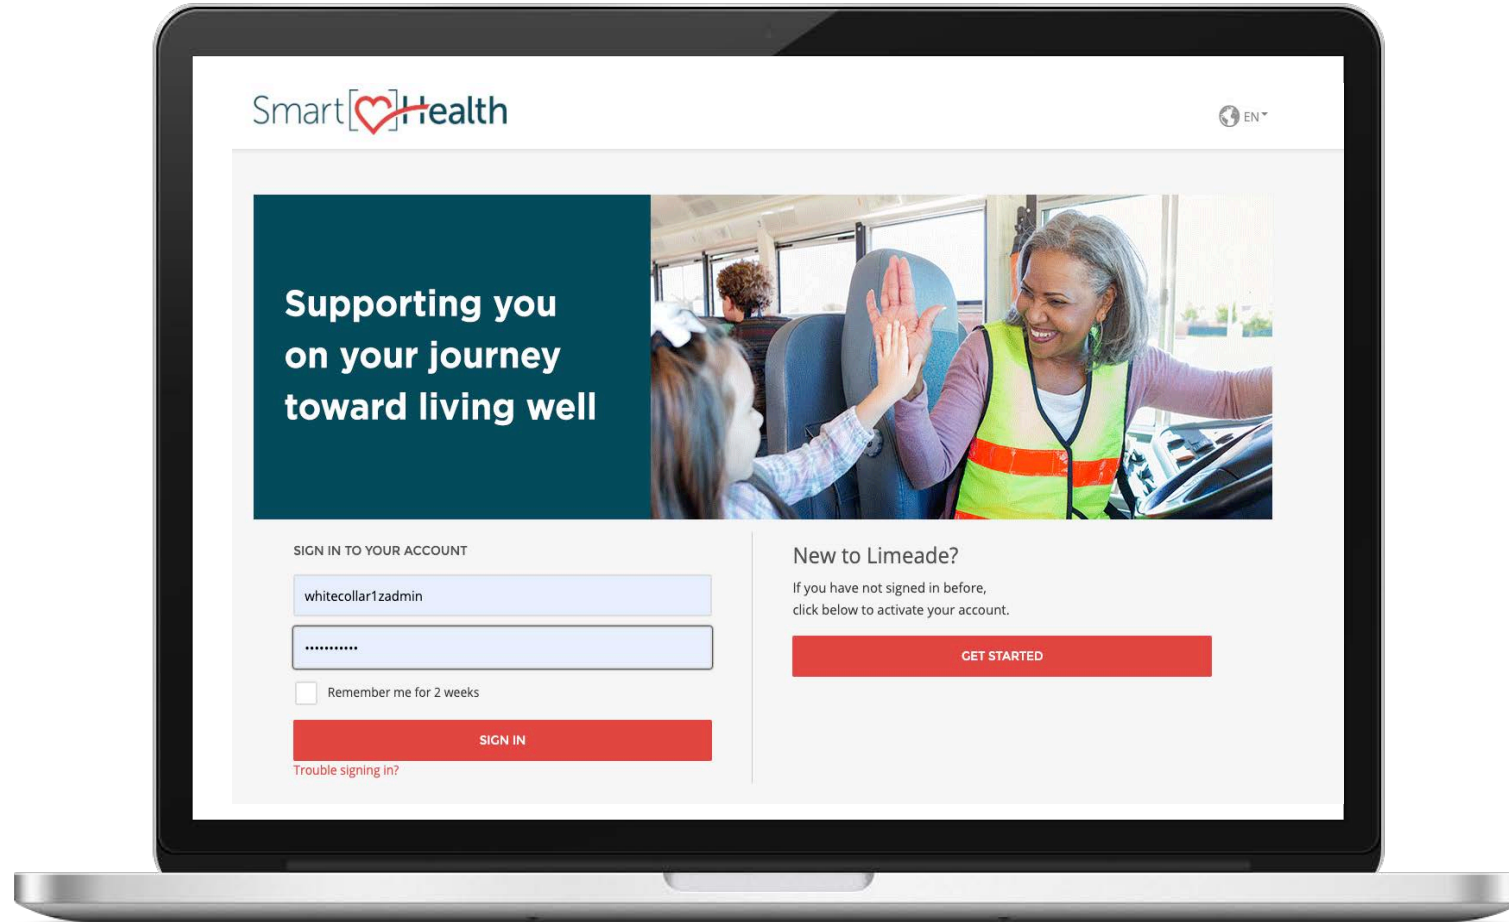 Smart[]Health
EN
Supporting you
on your journey
toward living well
SIGN IN TO YOUR ACCOUNT
whitecollar1zadmin
•••••••••••
Remember me for 2 weeks
SIGN IN
Trouble signing in?
New to Limeade?
If you have not signed in before,
click below to activate your account.
GET STARTED